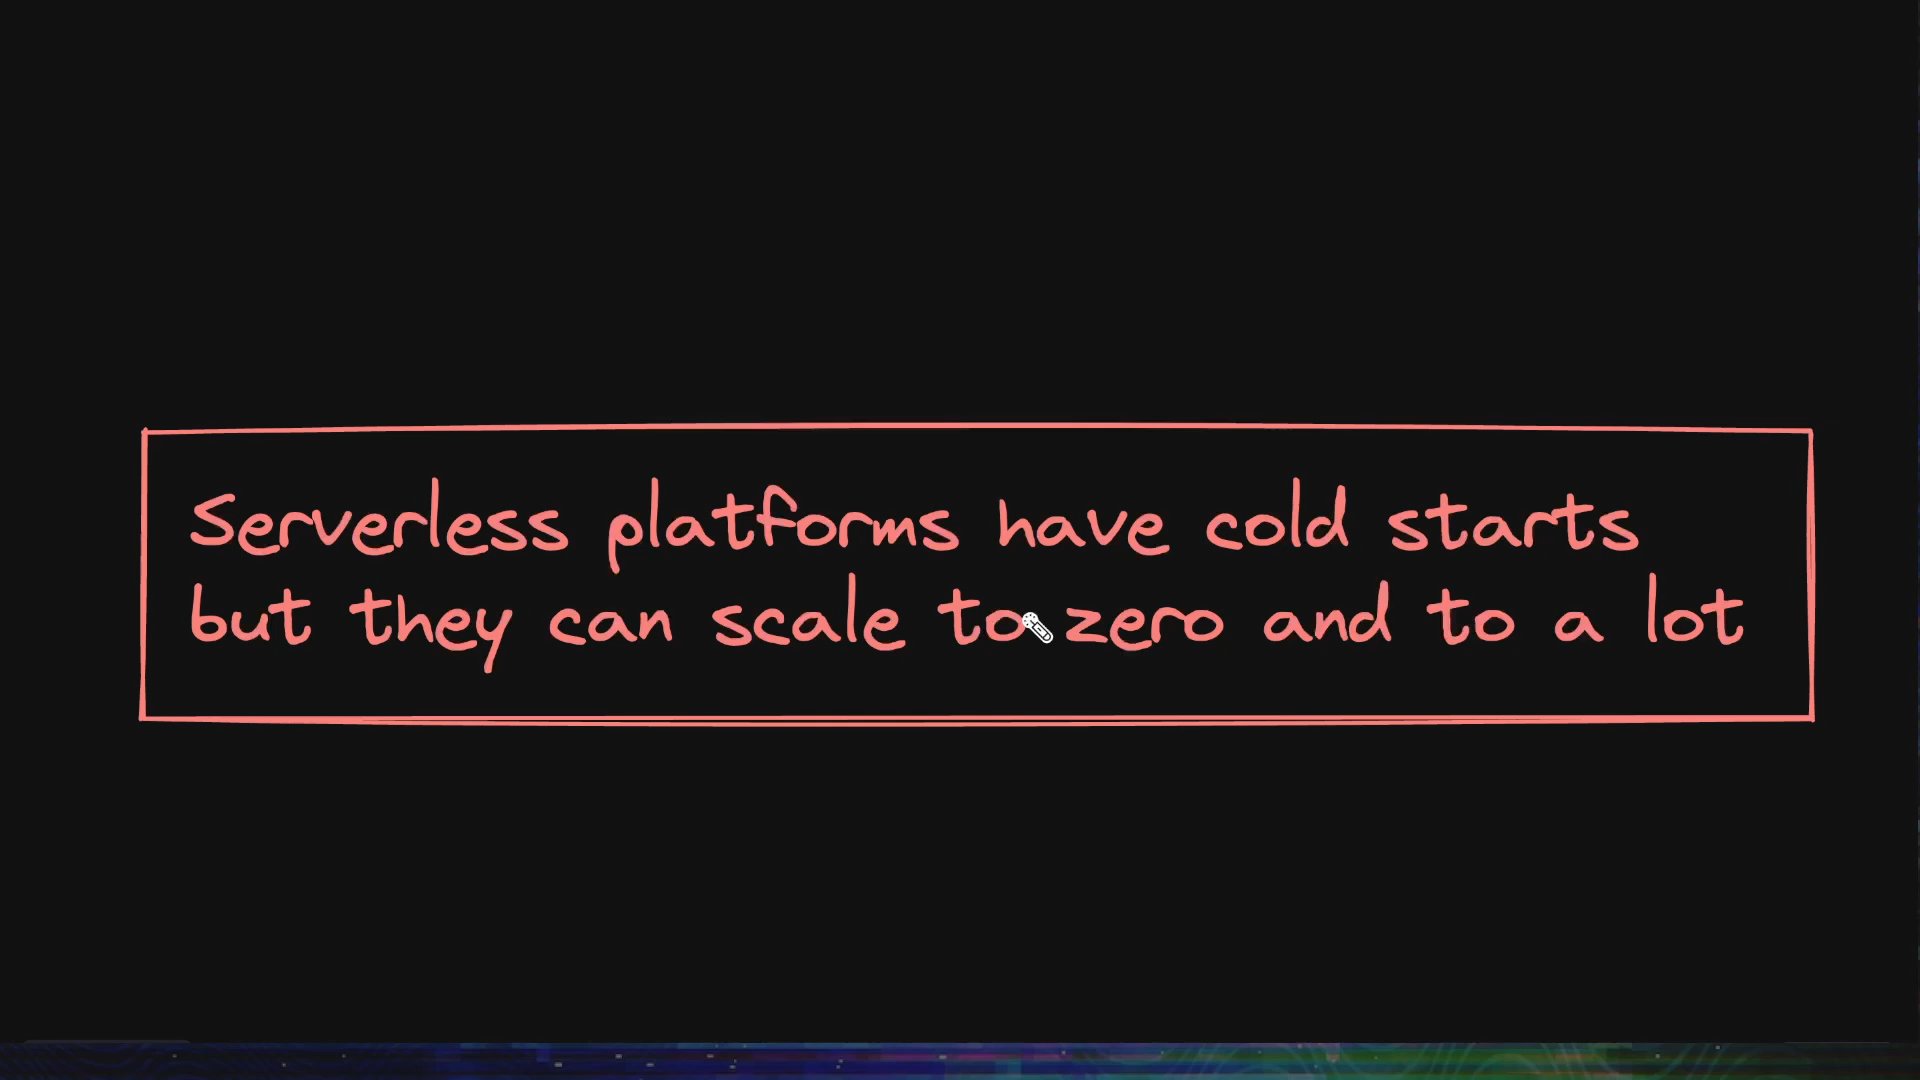 Serverless platforms have cold starts
but they can scale to zero and to a lot